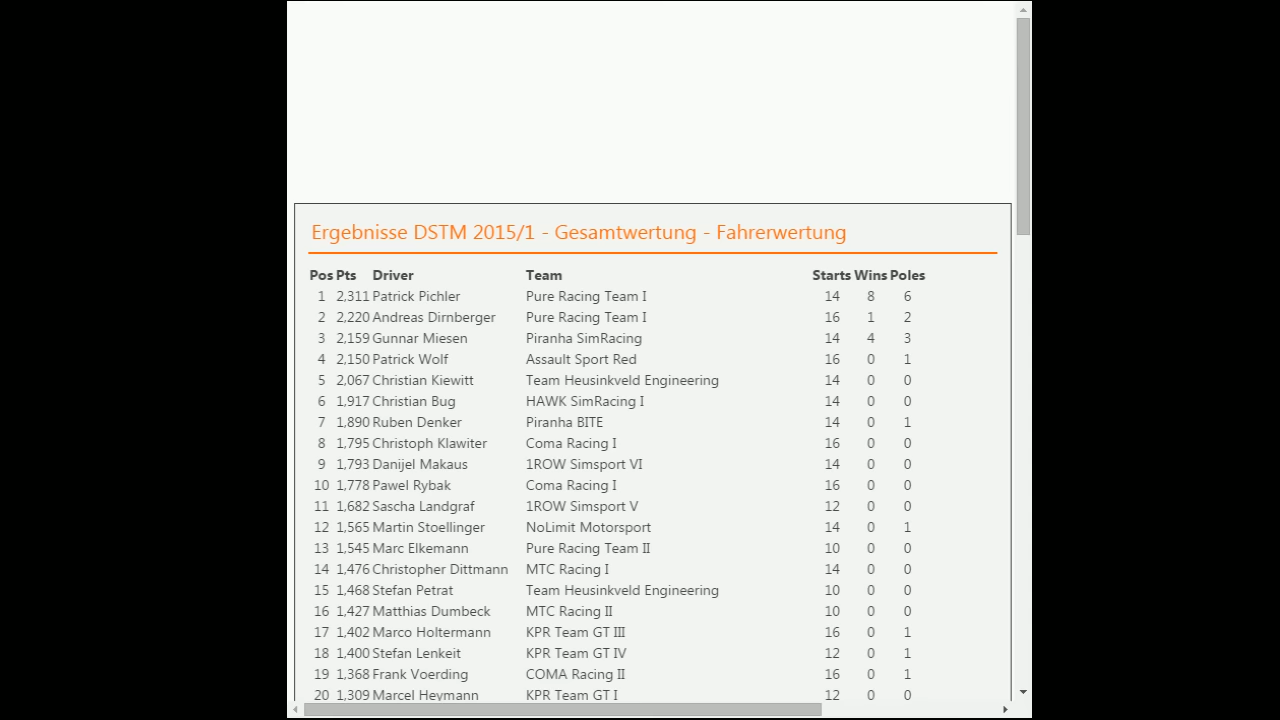 Ergebnisse DSTM 2015/1 - Gesamtwertung - Fahrerwertung
Pos Pts Driver Team Starts Wins Poles
1 2,311 Patrick Pichler Pure Racing Team I 14 8 6
2 2,220 Andreas Dirnberger Pure Racing Team I 16 1 2
3 2,159 Gunnar Miesen Piranha SimRacing 14 4 3
4 2,150 Patrick Wolf Assault Sport Red 16 0 1
5 2,067 Christian Kiewitt Team Heusinkveld Engineering 14 0 0
6 1,917 Christian Bug HAWK SimRacing I 14 0 0
7 1,890 Ruben Denker Piranha BITE 14 0 1
8 1,795 Christoph Klawiter Coma Racing I 16 0 0
9 1,793 Danijel Makaus 1ROW Simsport VI 14 0 0
10 1,778 Pawel Rybak Coma Racing I 16 0 0
11 1,682 Sascha Landgraf 1ROW Simsport V 12 0 0
12 1,565 Martin Stoellinger NoLimit Motorsport 14 0 1
13 1,545 Marc Elkemann Pure Racing Team II 10 0 0
14 1,476 Christopher Dittmann MTC Racing I 14 0 0
15 1,468 Stefan Petrat Team Heusinkveld Engineering 10 0 0
16 1,427 Matthias Dumbeck MTC Racing II 10 0 0
17 1,402 Marco Holtermann KPR Team GT III 16 0 1
18 1,400 Stefan Lenkeit KPR Team GT IV 12 0 1
19 1,368 Frank Voerding COMA Racing II 16 0 1
20 1,309 Marcel Heymann KPR Team GT I 12 0 0